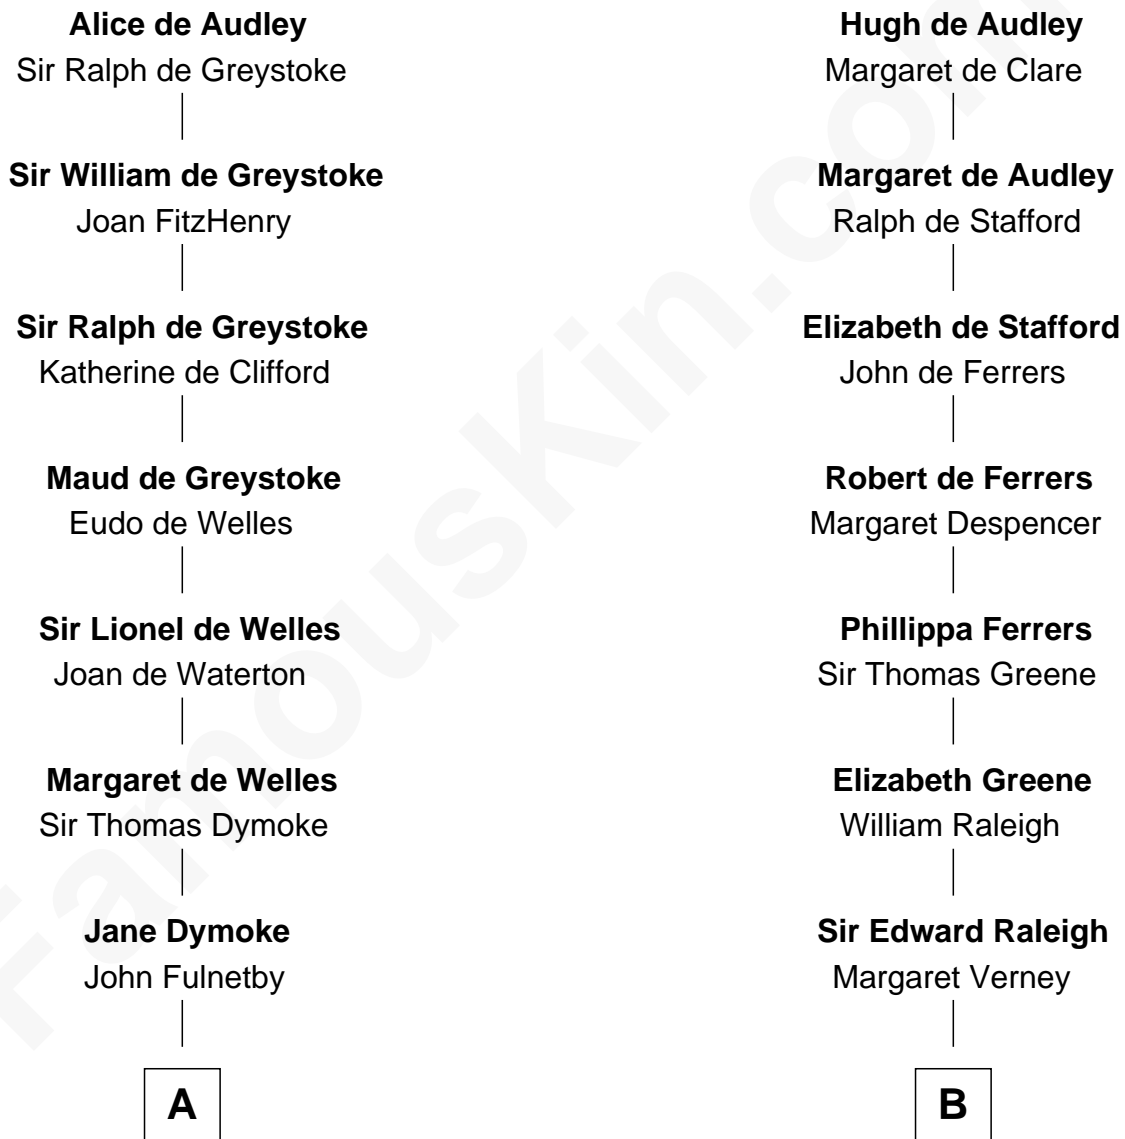 Alice de Audley
Sir Ralph de Greystoke
Sir William de Greystoke
Joan FitzHenry
Sir Ralph de Greystoke
Katherine de Clifford
Maud de Greystoke
Eudo de Welles
Sir Lionel de Welles
Joan de Waterton
Margaret de Welles
Sir Thomas Dymoke
Jane Dymoke
John Fulnetby
A
Hugh de Audley
Margaret de Clare
Margaret de Audley
Ralph de Stafford
Elizabeth de Stafford
John de Ferrers
Robert de Ferrers
Margaret Despencer
Phillippa Ferrers
Sir Thomas Greene
Elizabeth Greene
William Raleigh
Sir Edward Raleigh
Margaret Verney
B
FamousKin.com